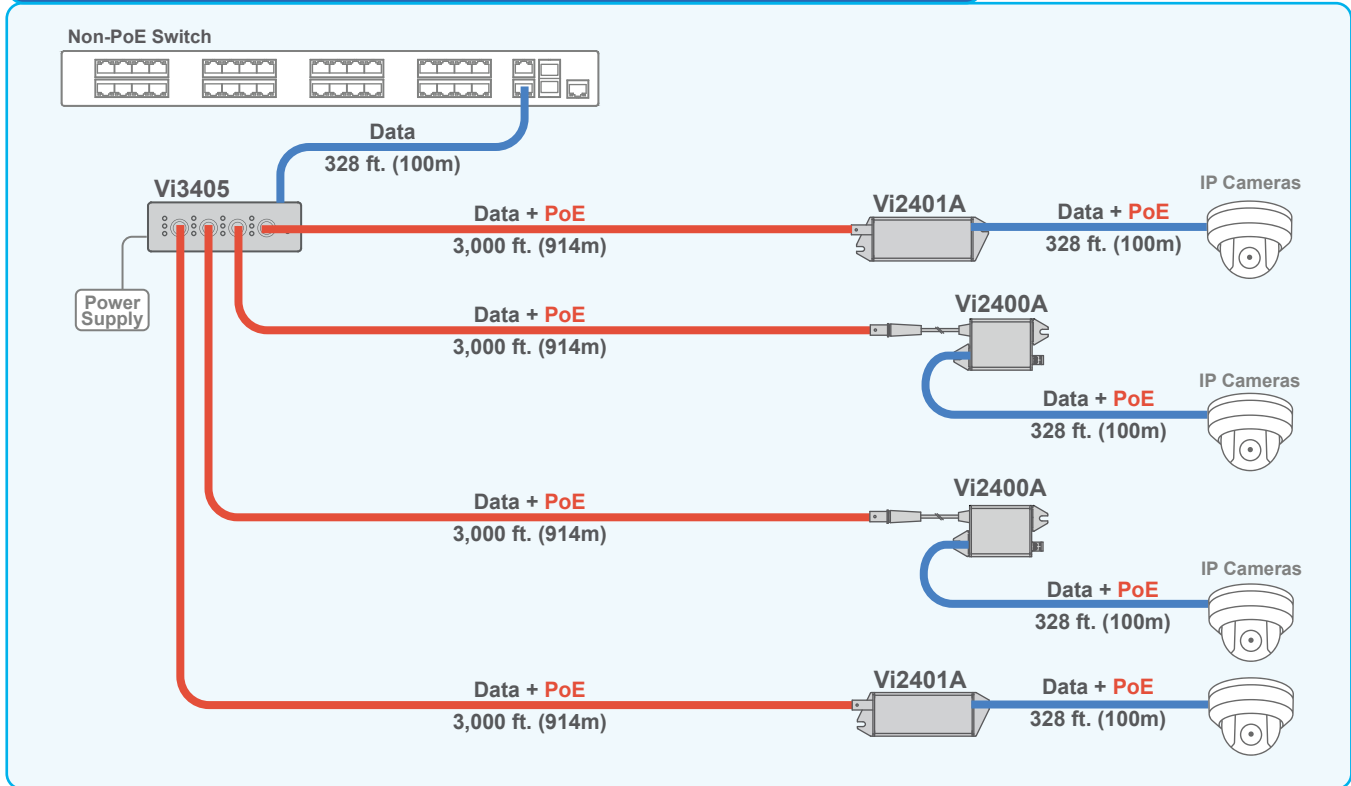 Non-PoE Switch
Data
328 ft. (100m)
Vi3405
Power
Supply
Data + PoE
3,000 ft. (914m)
Vi2401A
Data + PoE
328 ft. (100m)
IP Cameras
Data + PoE
3,000 ft. (914m)
Vi2400A
Data + PoE
328 ft. (100m)
IP Cameras
Data + PoE
3,000 ft. (914m)
Vi2400A
Data + PoE
328 ft. (100m)
IP Cameras
Data + PoE
3,000 ft. (914m)
Vi2401A
Data + PoE
328 ft. (100m)